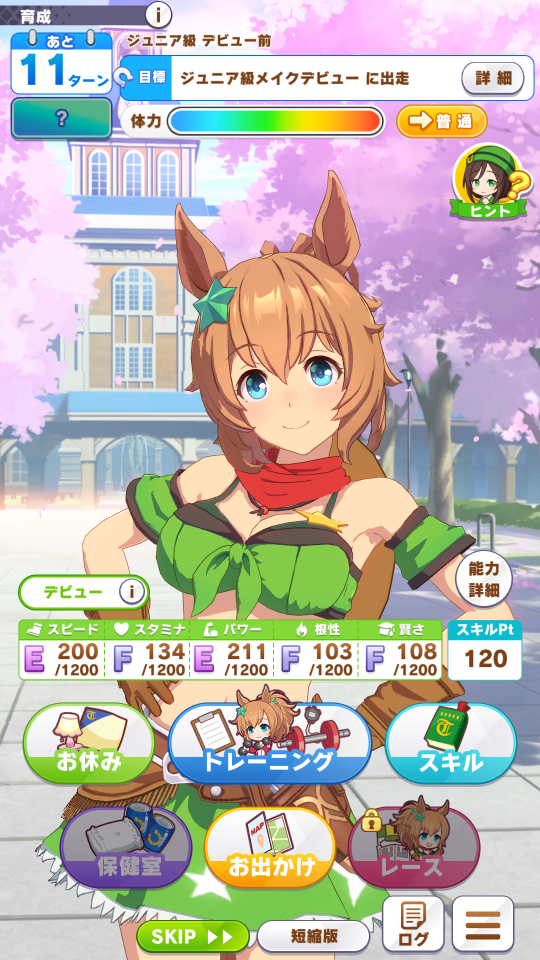 育成
i
あと
11ターン
ジュニア級 デビュー前
目標
ジュニア級メイクデビュー に出走
詳細
?
体力
普通
?
ヒント
能力
詳細
デビュー
i
スピード
スタミナ
パワー
根性
賢さ
スキルPt
E 200
/1200
F 134
/1200
E 211
/1200
F 103
/1200
F 108
/1200
120
お休み
トレーニング
スキル
保健室
MAP
お出かけ
レース
SKIP
短縮版
ログ